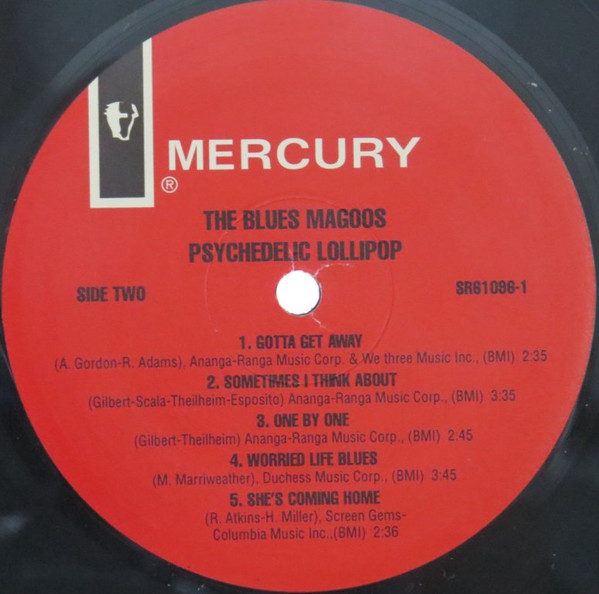 MERCURY
®
THE BLUES MAGOOS
PSYCHEDELIC LOLLIPOP
SIDE TWO
SR61096-1
1. GOTTA GET AWAY
(A. Gordon-R. Adams), Ananga-Ranga Music Corp. & We three Music Inc., (BMI) 2:35
2. SOMETIMES I THINK ABOUT
(Gilbert-Scala-Theilheim-Esposito) Ananga-Ranga Music Corp., (BMI) 3:35
3. ONE BY ONE
(Gilbert-Theilheim) Ananga-Ranga Music Corp., (BMI) 2:45
4. WORRIED LIFE BLUES
(M. Marriweather), Duchess Music Corp., (BMI) 3:45
5. SHE'S COMING HOME
(R. Atkins-H. Miller), Screen Gems-
Columbia Music Inc.,(BMI) 2:36